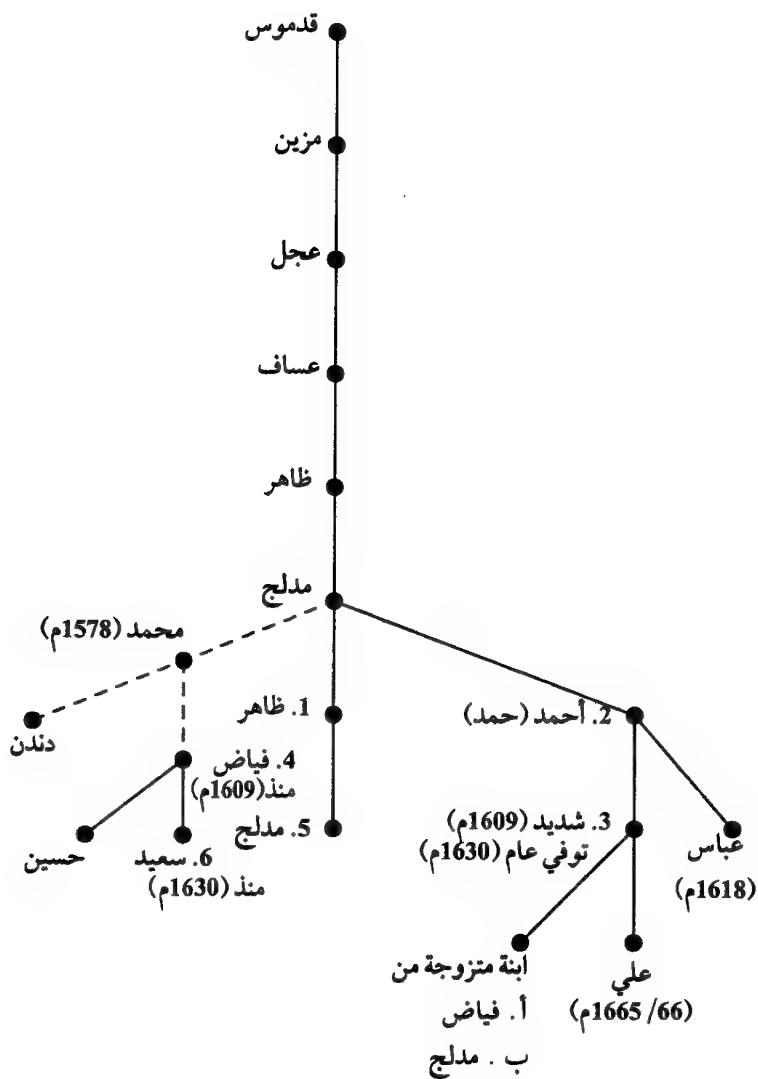 قدموس
مزين
عجل
عساف
ظاهر
مدلج
محمد (1578م)
1. ظاهر
2. أحمد (حمد)
دندن
4. فياض
منذ (1609م)
3. شديد (1609م)
توفي عام (1630م)
5. مدلج
عباس
(1618م)
6. سعيد
منذ (1630م)
حسين
ابنة متزوجة من
أ. فياض
ب . مدلج
علي
(1665/66م)